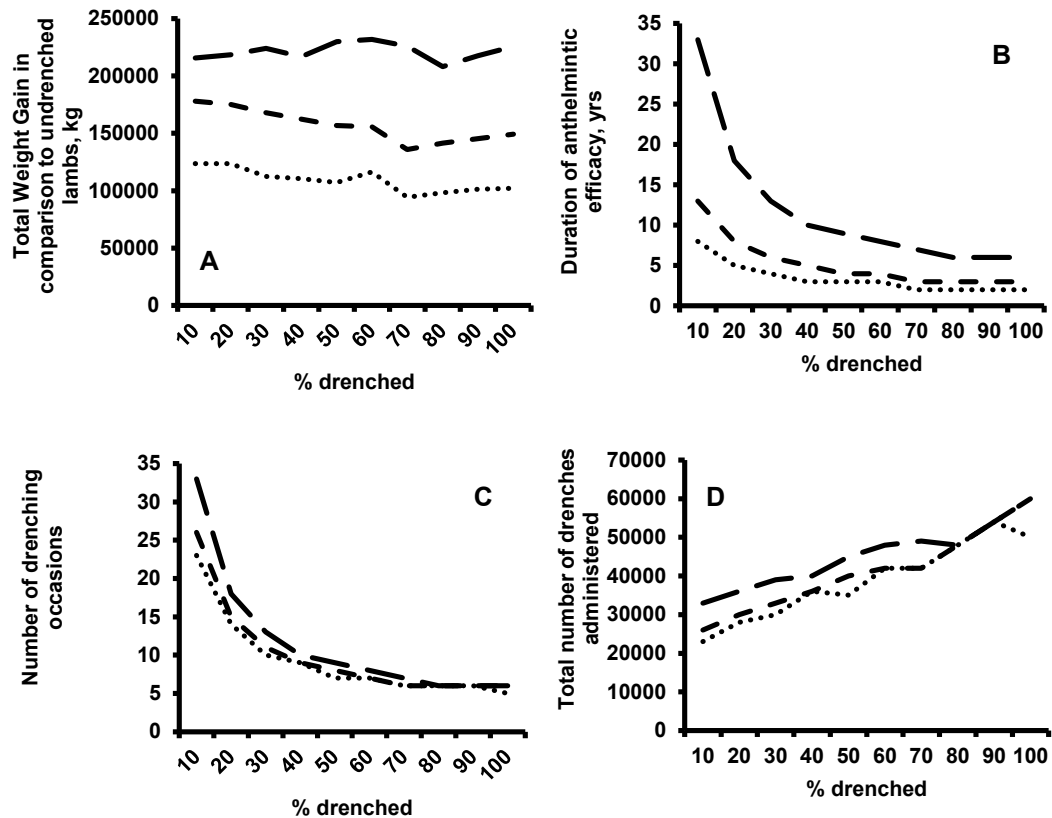 Total Weight Gain in
comparison to undrenched
lambs, kg
250000
200000
150000
100000
50000
0
A
10 20 30 40 50 60 70 80 90 100
% drenched
Duration of anthelmintic
efficacy, yrs
35
30
25
20
15
10
5
0
B
10 20 30 40 50 60 70 80 90 100
% drenched
Number of drenching
occasions
35
30
25
20
15
10
5
0
C
10 20 30 40 50 60 70 80 90 100
% drenched
Total number of drenches
administered
70000
60000
50000
40000
30000
20000
10000
0
D
10 20 30 40 50 60 70 80 90 100
% drenched